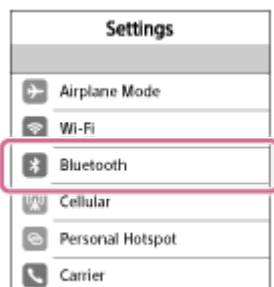 Settings
Airplane Mode
Wi-Fi
Bluetooth
Cellular
Personal Hotspot
Carrier